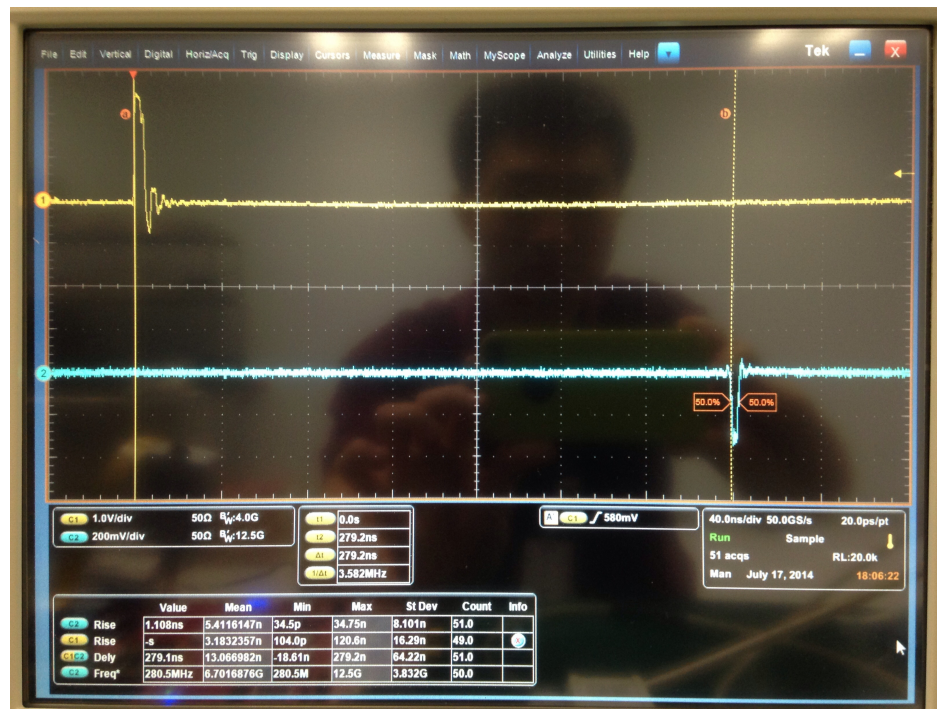 File Edit Vertical Digital Horiz/Acq Trig Display Cursors Measure Mask Math MyScope Analyze Utilities Help Tek X
a b
1
2
50.0% 50.0%
C1 1.0V/div 50Ω BW:4.0G
C2 200mV/div 50Ω BW:12.5G
t1 0.0s
t2 279.2ns
Δt 279.2ns
1/Δt 3.582MHz
A C1 580mV
40.0ns/div 50.0GS/s 20.0ps/pt
Run Sample
51 acqs RL:20.0k
Man July 17, 2014 18:06:22
Value Mean Min Max St Dev Count Info
C2 Rise 1.108ns 5.4116147n 34.5p 34.75n 8.101n 51.0
C1 Rise -s 3.1832357n 104.0p 120.6n 16.29n 49.0
C1C2 Dely 279.1ns 13.066982n -18.61n 279.2n 64.22n 51.0
C2 Freq* 280.5MHz 6.7016876G 280.5M 12.5G 3.832G 50.0